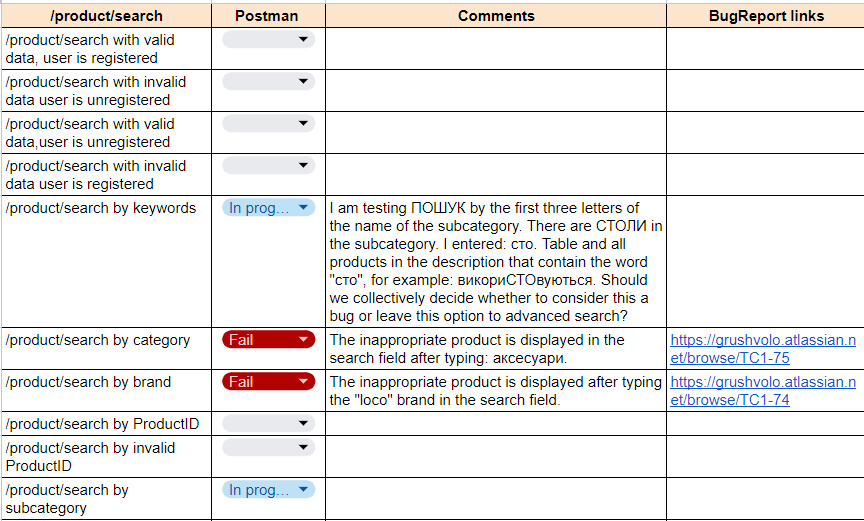 /product/search Postman Comments BugReport links
/product/search with valid
data, user is registered
/product/search with invalid
data user is unregistered
/product/search with valid
data,user is unregistered
/product/search with invalid
data user is registered
/product/search by keywords
In prog...
I am testing ПОШУК by the first three letters of
the name of the subcategory. There are СТОЛИ in
the subcategory. I entered: сто. Table and all
products in the description that contain the word
"сто", for example: викориСТОвуються. Should
we collectively decide whether to consider this a
bug or leave this option to advanced search?
/product/search by category
Fail
The inappropriate product is displayed in the
search field after typing: аксесуари.
https://grushvolo.atlassian.n
et/browse/TC1-75
/product/search by brand
Fail
The inappropriate product is displayed after typing
the "loco" brand in the search field.
https://grushvolo.atlassian.n
et/browse/TC1-74
/product/search by ProductID
/product/search by invalid
ProductID
/product/search by
subcategory
In prog...